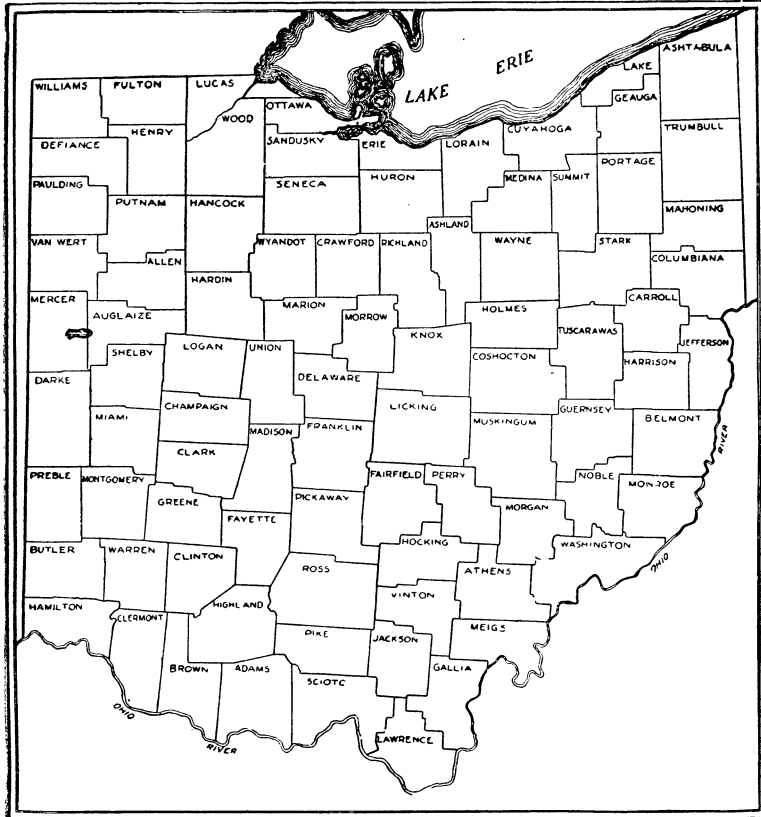 ASHTABULA
ERIE
LAKE
LAKE
GEAUGA
WILLIAMS
FULTON
LUCAS
OTTAWA
WOOD
HENRY
CUYAHOGA
TRUMBULL
DEFIANCE
SANDUSKY
ERIE
LORAIN
PORTAGE
PAULDING
SENECA
HURON
MEDINA
SUMMIT
PUTNAM
HANCOCK
MAHONING
ASHLAND
VAN WERT
WYANDOT
CRAWFORD
RICHLAND
WAYNE
STARK
ALLEN
COLUMBIANA
HARDIN
MERCER
MARION
CARROLL
AUGLAIZE
MORROW
HOLMES
TUSCARAWAS
KNOX
JEFFERSON
SHELBY
LOGAN
UNION
COSHOCTON
HARRISON
DARKE
DELAWARE
CHAMPAIGN
LICKING
GUERNSEY
MIAMI
MUSKINGUM
BELMONT
MADISON
FRANKLIN
RIVER
CLARK
PREBLE
MONTGOMERY
FAIRFIELD
PERRY
NOBLE
MONROE
GREENE
PICKAWAY
MORGAN
FAYETTE
BUTLER
WARREN
CLINTON
HOCKING
WASHINGTON
ROSS
ATHENS
OHIO
VINTON
HAMILTON
HIGHLAND
CLERMONT
MEIGS
PIKE
JACKSON
BROWN
ADAMS
GALLIA
SCIOTC
OHIO
LAWRENCE
RIVER